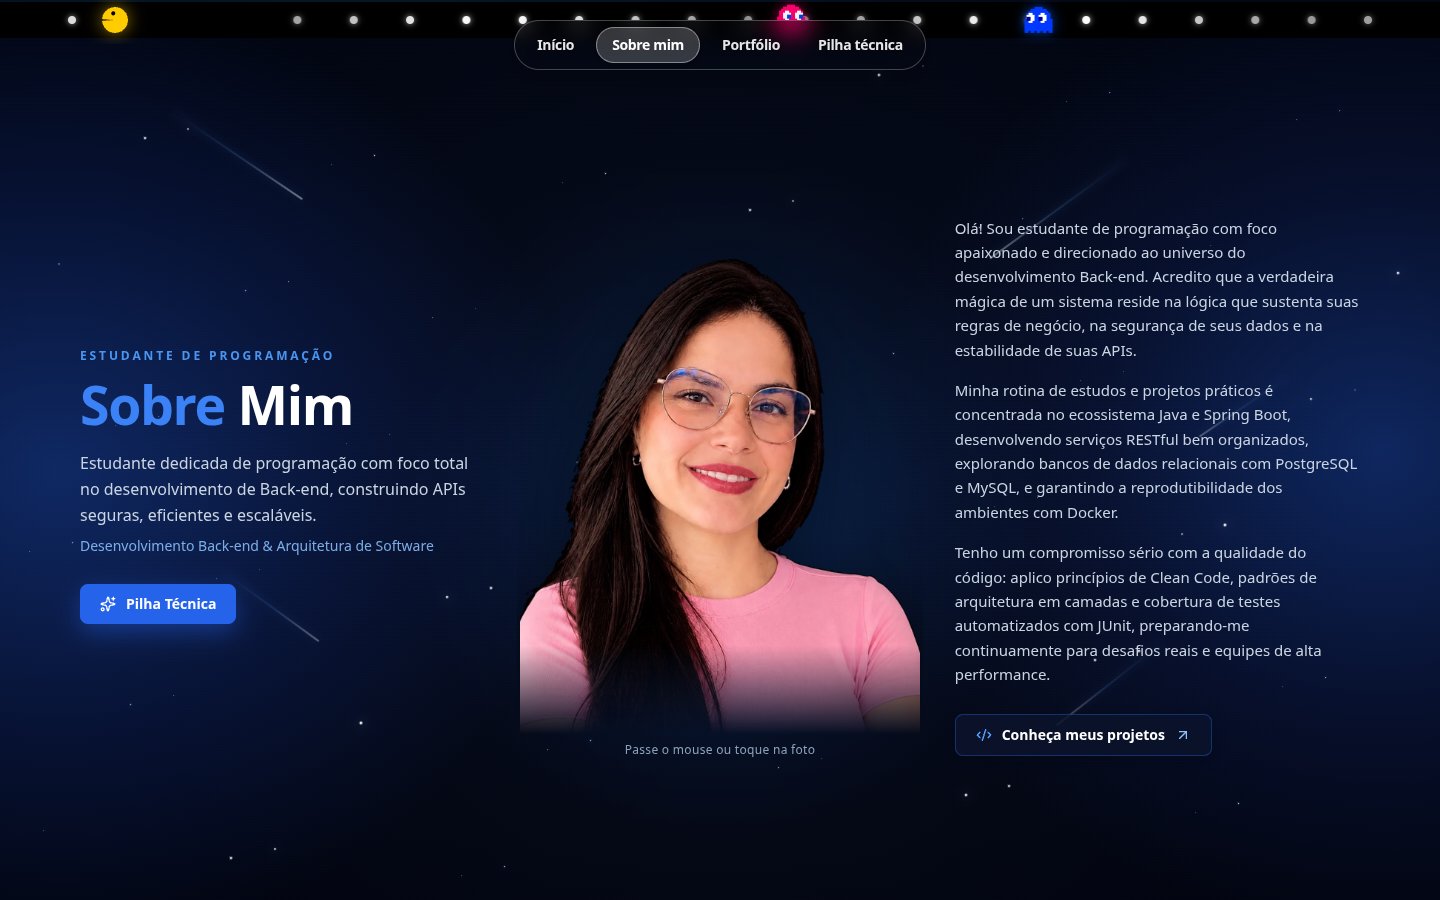 Início
Sobre mim
Portfólio
Pilha técnica
ESTUDANTE DE PROGRAMAÇÃO
Sobre Mim
Estudante dedicada de programação com foco total
no desenvolvimento de Back-end, construindo APIs
seguras, eficientes e escaláveis.
Desenvolvimento Back-end & Arquitetura de Software
Pilha Técnica
Passe o mouse ou toque na foto
Olá! Sou estudante de programação com foco
apaixonado e direcionado ao universo do
desenvolvimento Back-end. Acredito que a verdadeira
mágica de um sistema reside na lógica que sustenta suas
regras de negócio, na segurança de seus dados e na
estabilidade de suas APIs.
Minha rotina de estudos e projetos práticos é
concentrada no ecossistema Java e Spring Boot,
desenvolvendo serviços RESTful bem organizados,
explorando bancos de dados relacionais com PostgreSQL
e MySQL, e garantindo a reprodutibilidade dos
ambientes com Docker.
Tenho um compromisso sério com a qualidade do
código: aplico princípios de Clean Code, padrões de
arquitetura em camadas e cobertura de testes
automatizados com JUnit, preparando-me
continuamente para desafios reais e equipes de alta
performance.
Conheça meus projetos